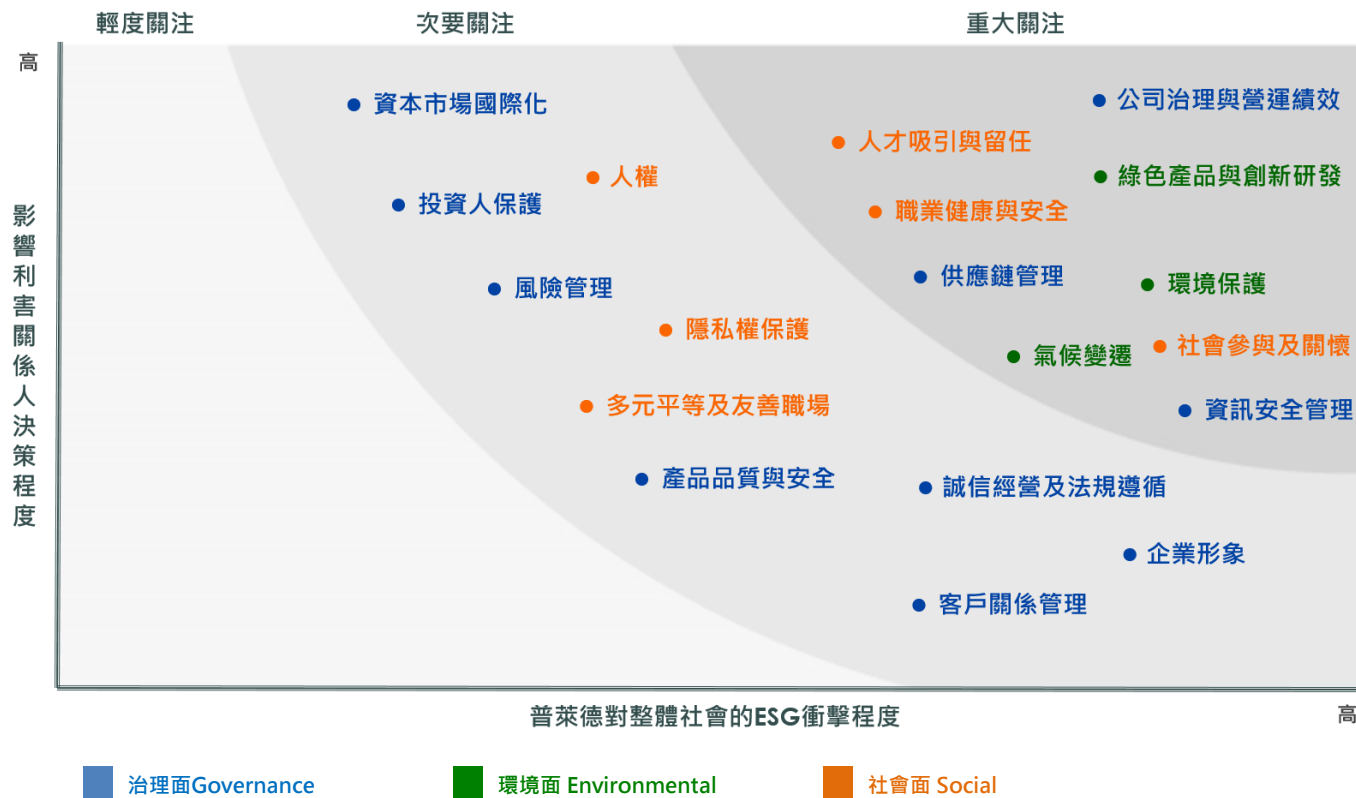 輕度關注
次要關注
重大關注
高
影響利害關係人決策程度
資本市場國際化
公司治理與營運績效
人才吸引與留任
人權
綠色產品與創新研發
投資人保護
職業健康與安全
供應鏈管理
環境保護
風險管理
隱私權保護
社會參與及關懷
氣候變遷
多元平等及友善職場
資訊安全管理
產品品質與安全
誠信經營及法規遵循
企業形象
客戶關係管理
普萊德對整體社會的ESG衝擊程度
高
治理面Governance
環境面 Environmental
社會面 Social